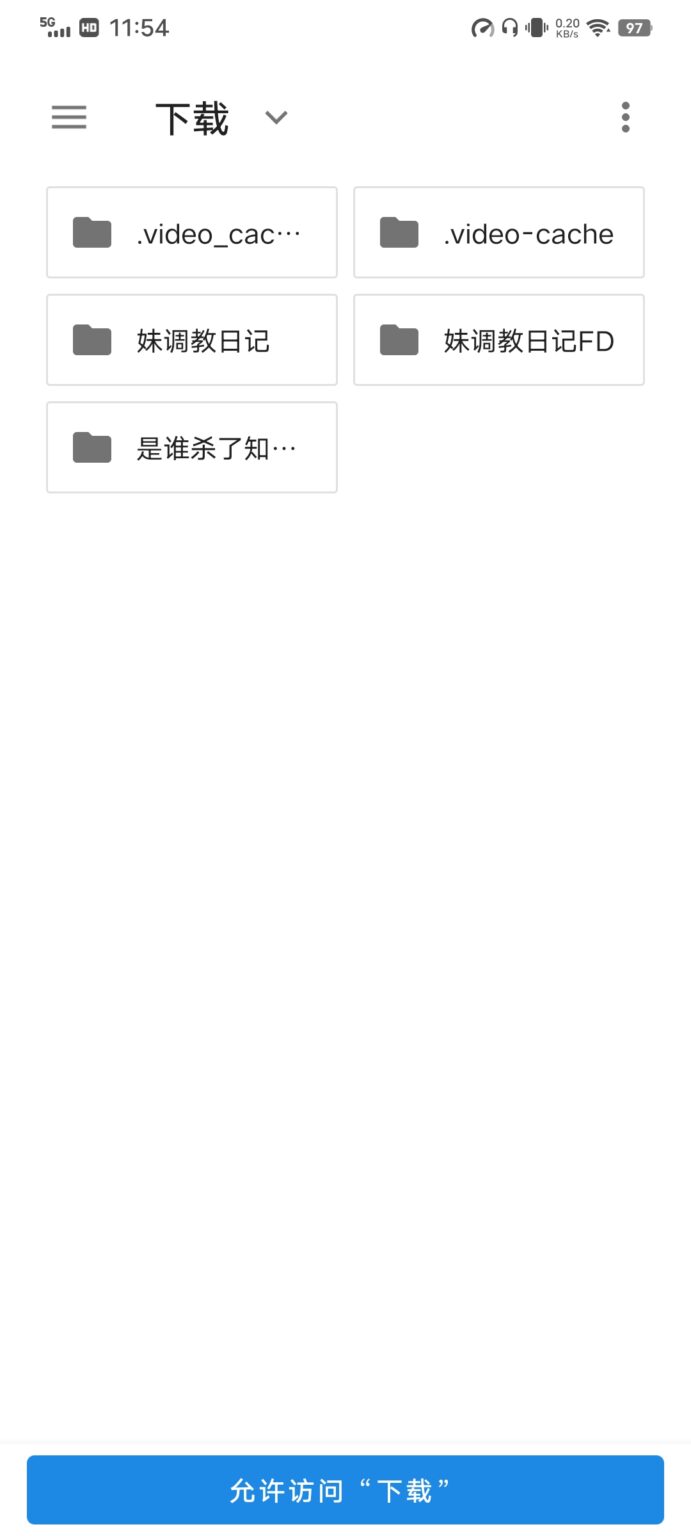 5G HD 11:54 0.20 KB/s 97
下载
.video_cac… .video-cache
妹调教日记 妹调教日记FD
是谁杀了知…
允许访问“下载”